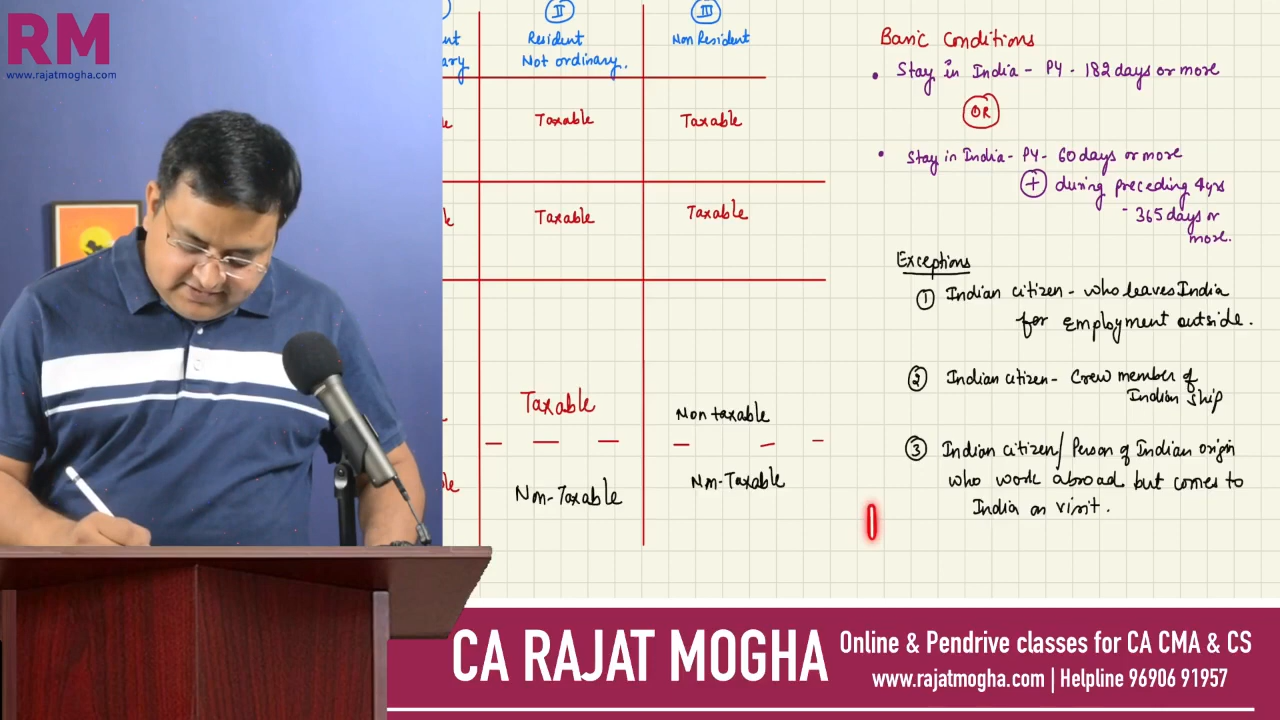 RM
www.rajatmogha.com
II
III
Resident
Not ordinary.
Non Resident
Taxable
Taxable
Taxable
Taxable
Taxable
Non taxable
Non-Taxable
Non-Taxable
Basic Conditions
• Stay in India - PY - 182 days or more
OR
• Stay in India - PY - 60 days or more
+ during preceding 4yrs
- 365 days or
more.
Exceptions
① Indian citizen - who leaves India
for Employment outside.
② Indian citizen - Crew member of
Indian ship
③ Indian citizen/ Person of Indian origin
who work abroad but comes to
India on visit.
CA RAJAT MOGHA
Online & Pendrive classes for CA CMA & CS
www.rajatmogha.com | Helpline 96906 91957